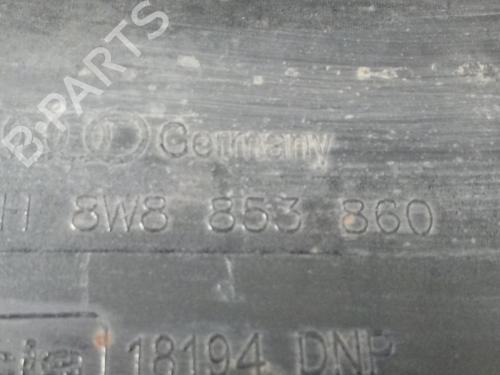 B-PARTS
Germany
H 8W8 853 860
18194 DNP